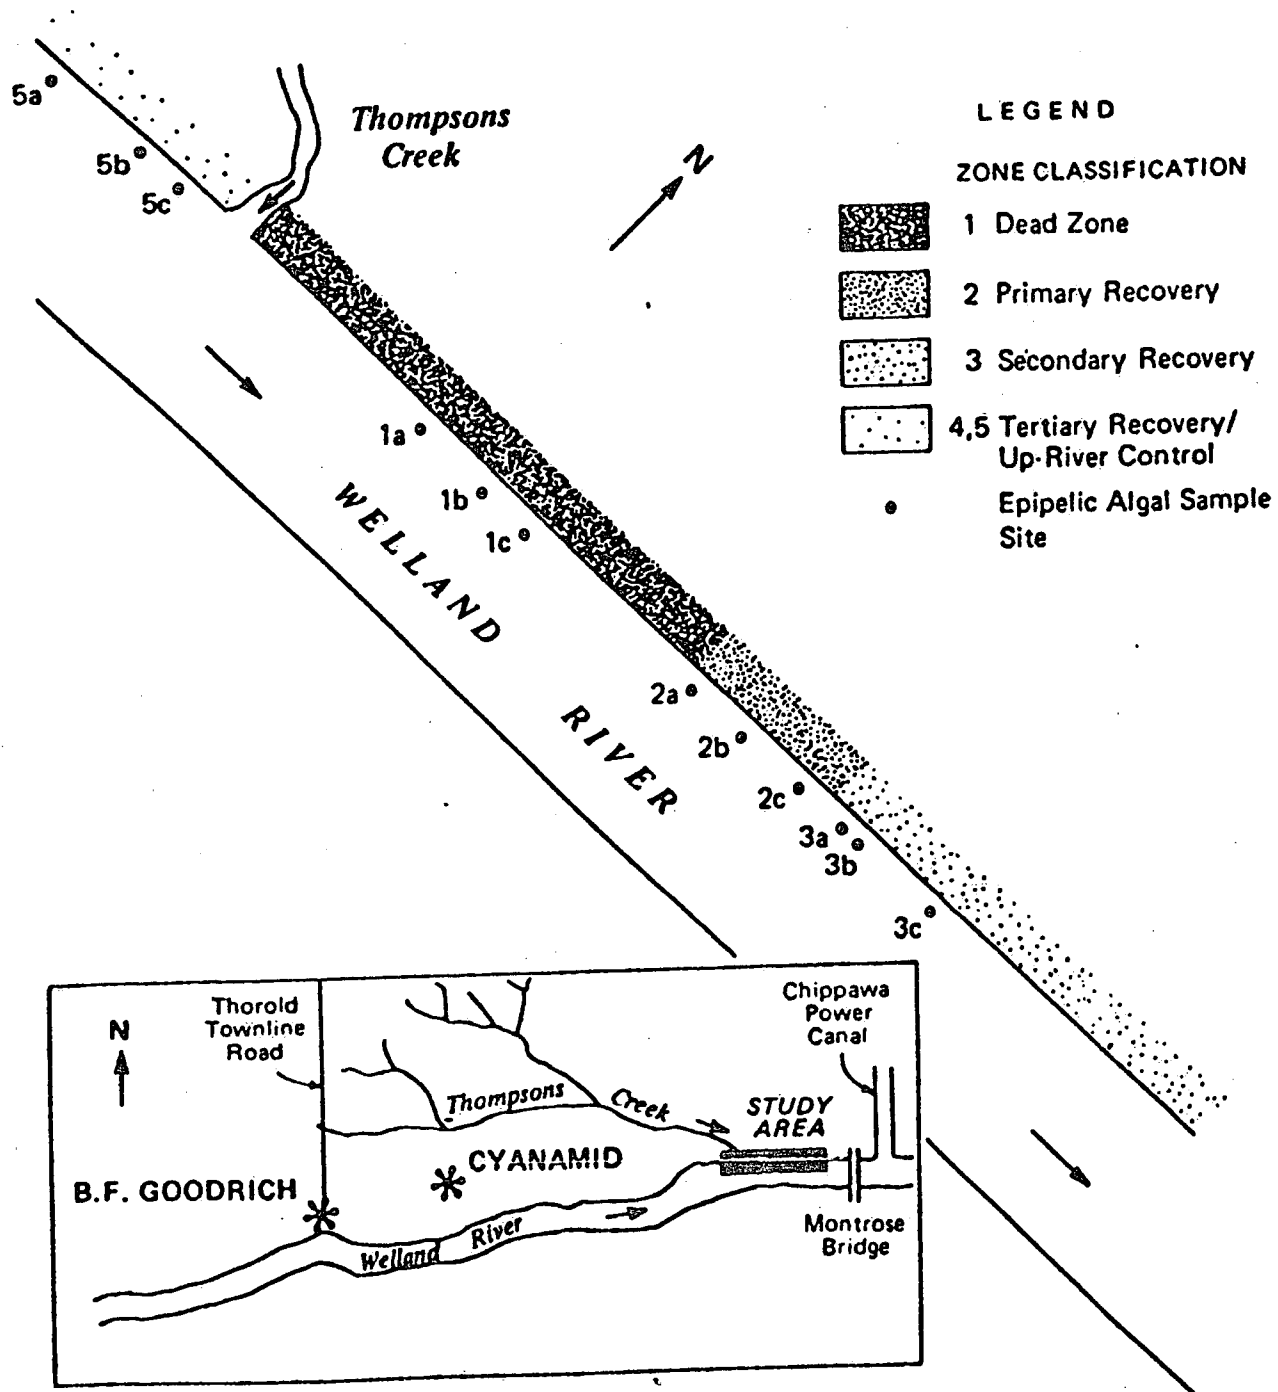 5a
5b
5c
Thompsons
Creek
N
LEGEND
ZONE CLASSIFICATION
1 Dead Zone
2 Primary Recovery
3 Secondary Recovery
4,5 Tertiary Recovery/
Up-River Control
Epipelic Algal Sample
Site
1a
1b
1c
WELLAND
RIVER
2a
2b
2c
3a
3b
3c
N
Thorold
Townline
Road
Chippawa
Power
Canal
Thompsons Creek
STUDY
AREA
CYANAMID
B.F. GOODRICH
Welland River
Montrose
Bridge